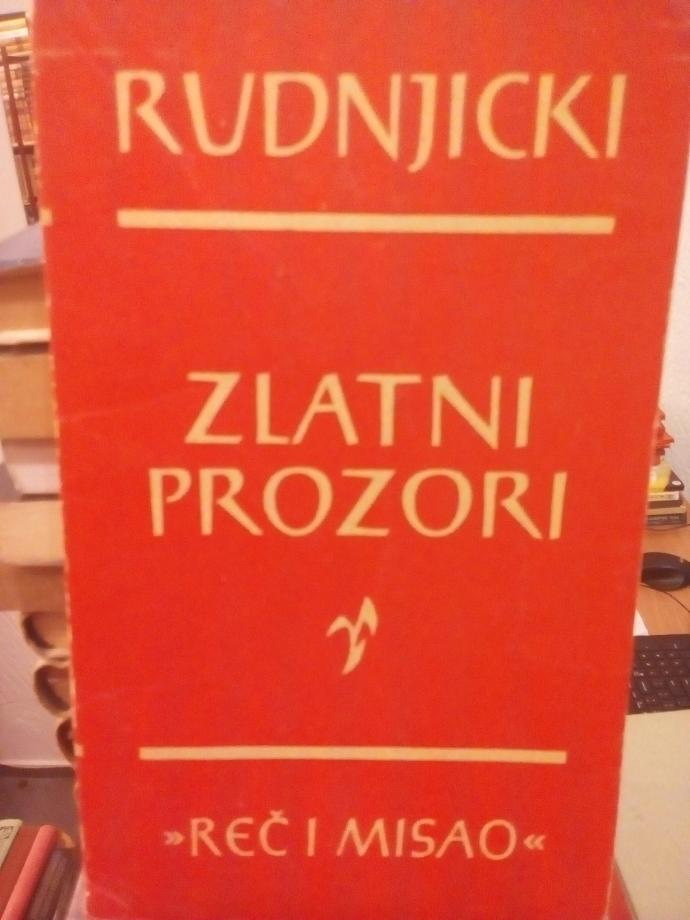 RUDNJICKI
ZLATNI
PROZORI
»REČ I MISAO«